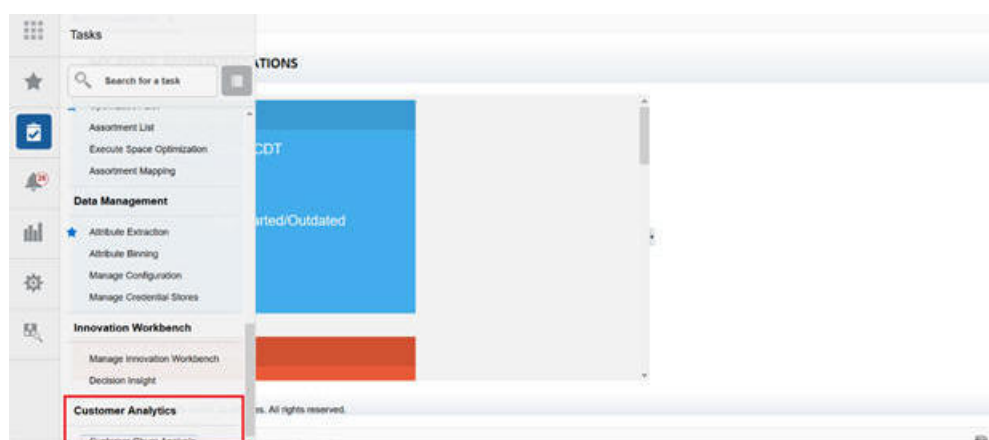 Tasks
ATIONS
Search for a task
Assortment List
Execute Space Optimization
CDT
Assortment Mapping
28
Data Management
Attribute Extraction
arted/Outdated
Attribute Binning
Manage Configuration
Manage Credential Stores
Innovation Workbench
Manage Innovation Workbench
Decision Insight
Customer Analytics
es. All rights reserved.